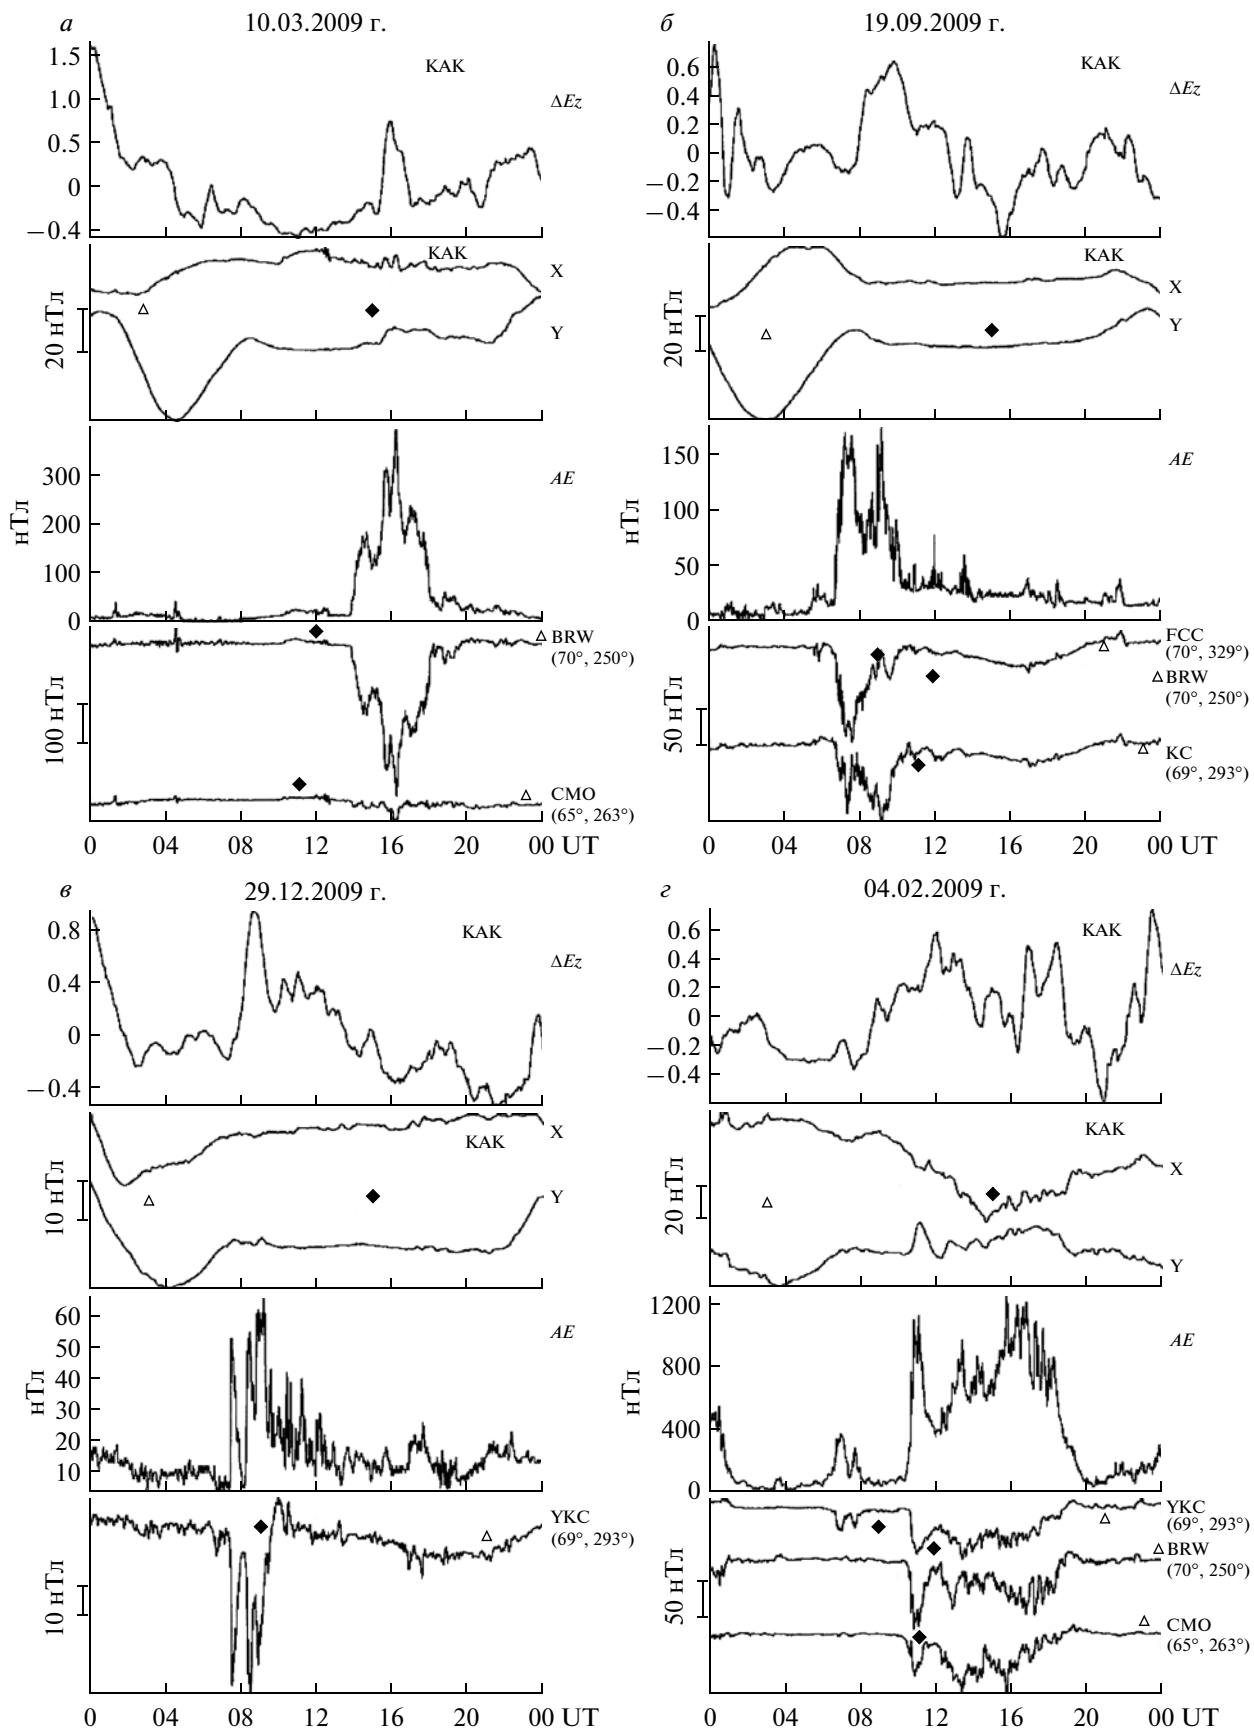 а 10.03.2009 г.
1.5
1.0
0.5
0
−0.4
КАК
ΔEz
КАК
X
Y
20 нТл
300
200
100
0
нТл
AE
BRW
(70°, 250°)
100 нТл
CMO
(65°, 263°)
0 04 08 12 16 20 00 UT
б 19.09.2009 г.
0.6
0.4
0.2
0
−0.2
−0.4
КАК
ΔEz
КАК
X
Y
20 нТл
150
100
50
0
нТл
AE
FCC
(70°, 329°)
BRW
(70°, 250°)
50 нТл
KC
(69°, 293°)
0 04 08 12 16 20 00 UT
в 29.12.2009 г.
0.8
0.4
0
−0.4
КАК
ΔEz
КАК
X
Y
10 нТл
60
50
40
30
20
10
нТл
AE
YKC
(69°, 293°)
10 нТл
0 04 08 12 16 20 00 UT
г 04.02.2009 г.
0.6
0.4
0.2
0
−0.2
−0.4
КАК
ΔEz
КАК
X
Y
20 нТл
1200
800
400
0
нТл
AE
YKC
(69°, 293°)
BRW
(70°, 250°)
50 нТл
CMO
(65°, 263°)
0 04 08 12 16 20 00 UT